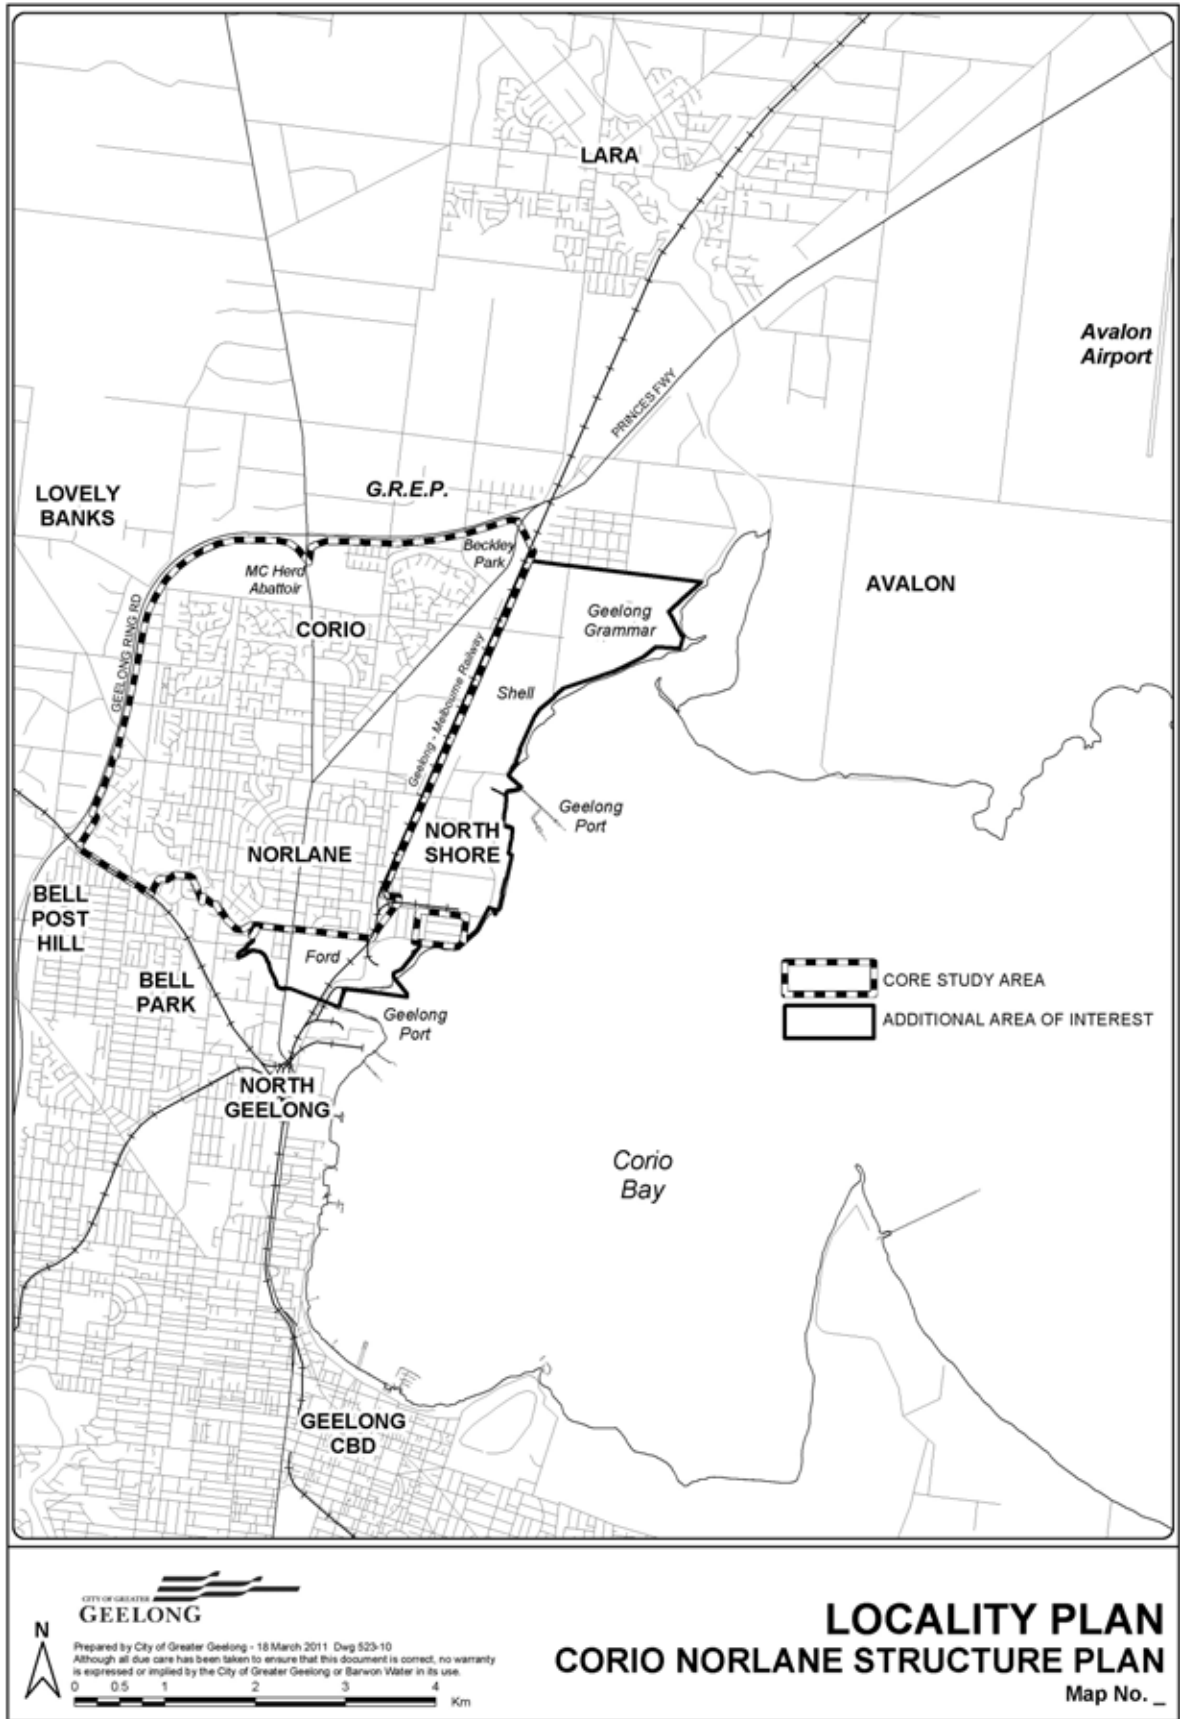 LARA
Avalon
Airport
PRINCES FWY
LOVELY
BANKS
G.R.E.P.
Beckley
Park
MC Herd
Abattoir
AVALON
Geelong
Grammar
CORIO
GEELONG RING RD
Geelong - Melbourne Railway
Shell
Geelong
Port
NORTH
SHORE
NORLANE
BELL
POST
HILL
Ford
BELL
PARK
CORE STUDY AREA
ADDITIONAL AREA OF INTEREST
Geelong
Port
NORTH
GEELONG
Corio
Bay
GEELONG
CBD
CITY OF GREATER
GEELONG
N
Prepared by City of Greater Geelong - 18 March 2011 Dwg 523-10
Although all due care has been taken to ensure that this document is correct, no warranty
is expressed or implied by the City of Greater Geelong or Barwon Water in its use.
0 0.5 1 2 3 4
Km
LOCALITY PLAN
CORIO NORLANE STRUCTURE PLAN
Map No. _